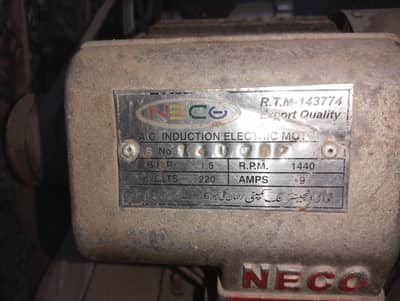 NECO
R.T.M-143774
Export Quality
A.C. INDUCTION ELECTRIC MOTOR
S. No
B.H.P 1.5 R.P.M. 1440
VOLTS 220 AMPS 9
NECO